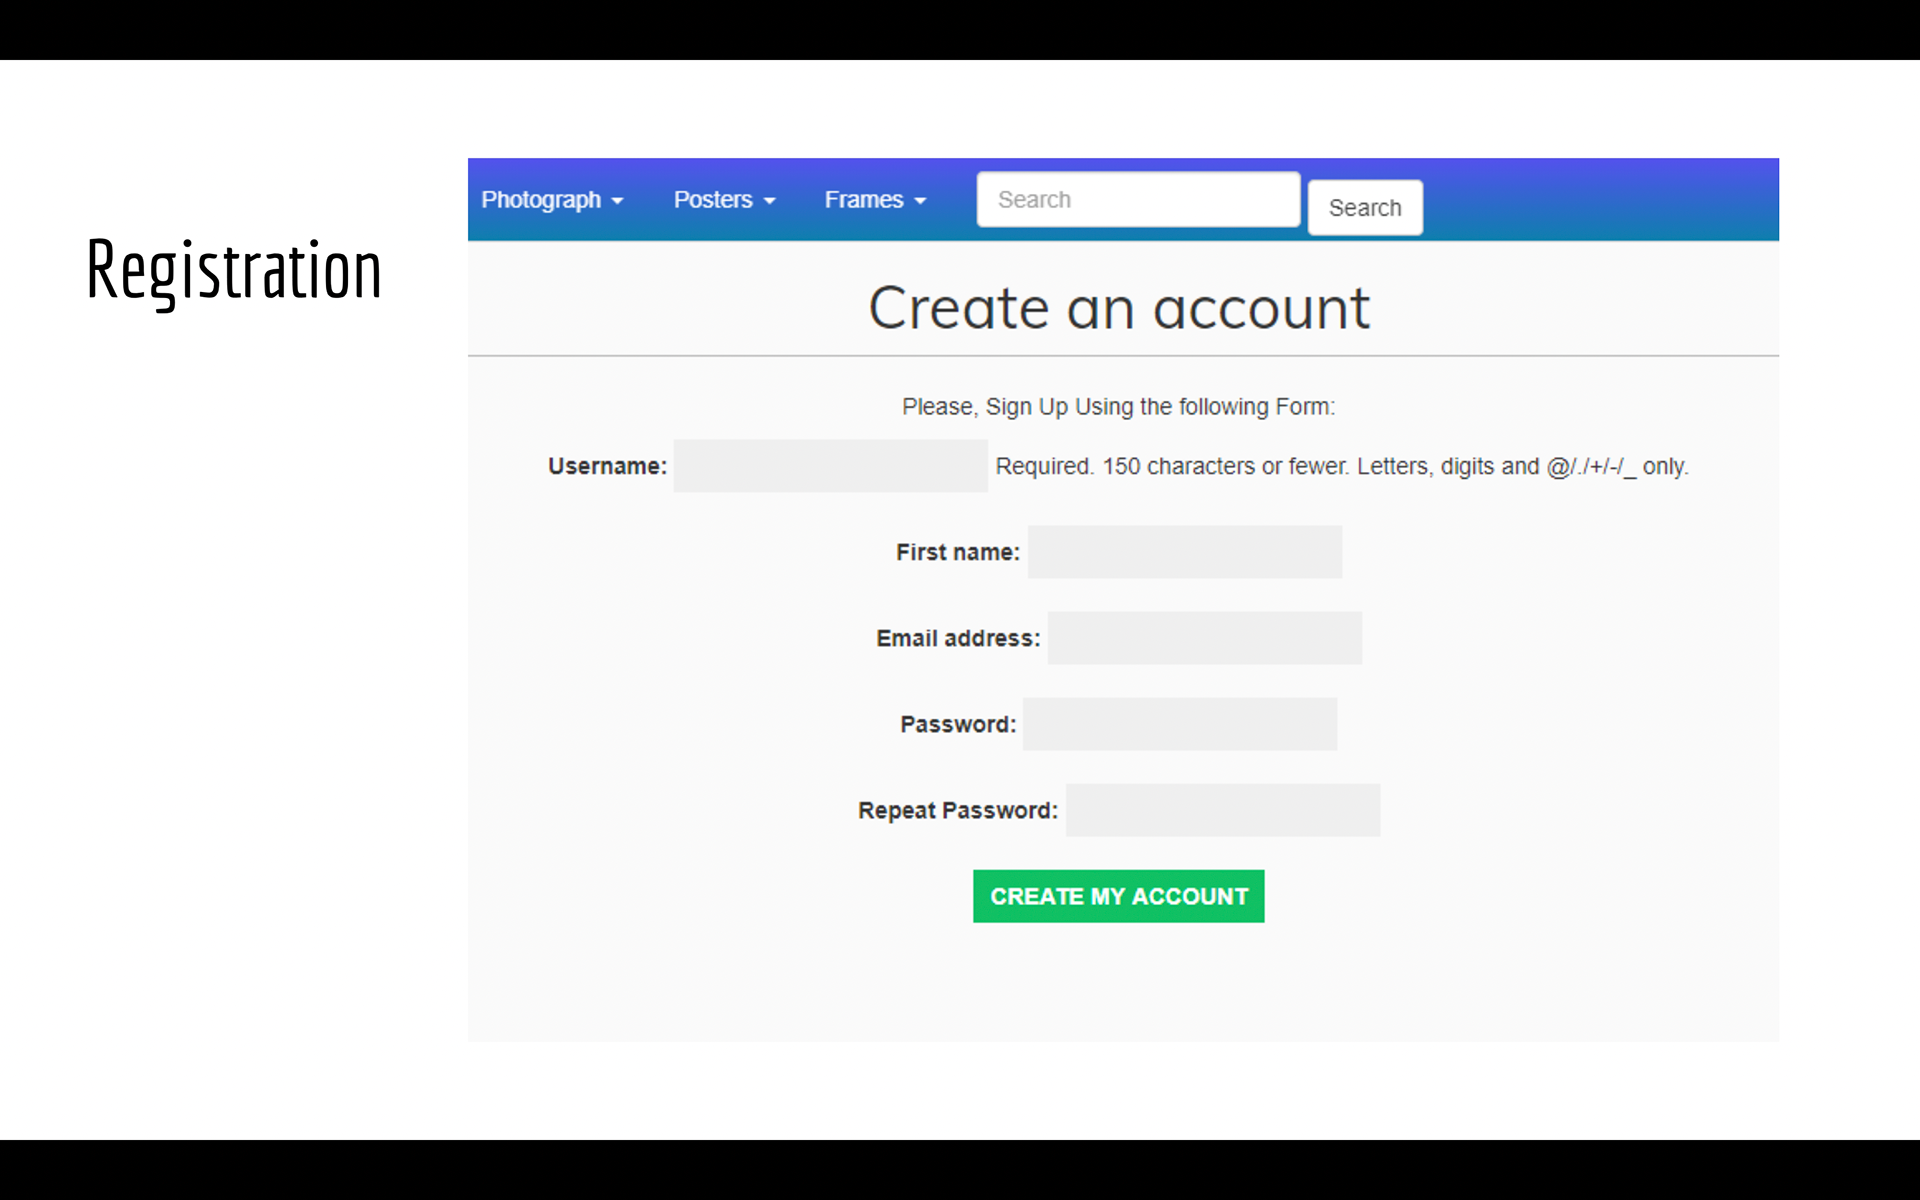 Registration
Photograph Posters Frames Search Search
Create an account
Please, Sign Up Using the following Form:
Username: Required. 150 characters or fewer. Letters, digits and @/./+/-/_ only.
First name:
Email address:
Password:
Repeat Password:
CREATE MY ACCOUNT